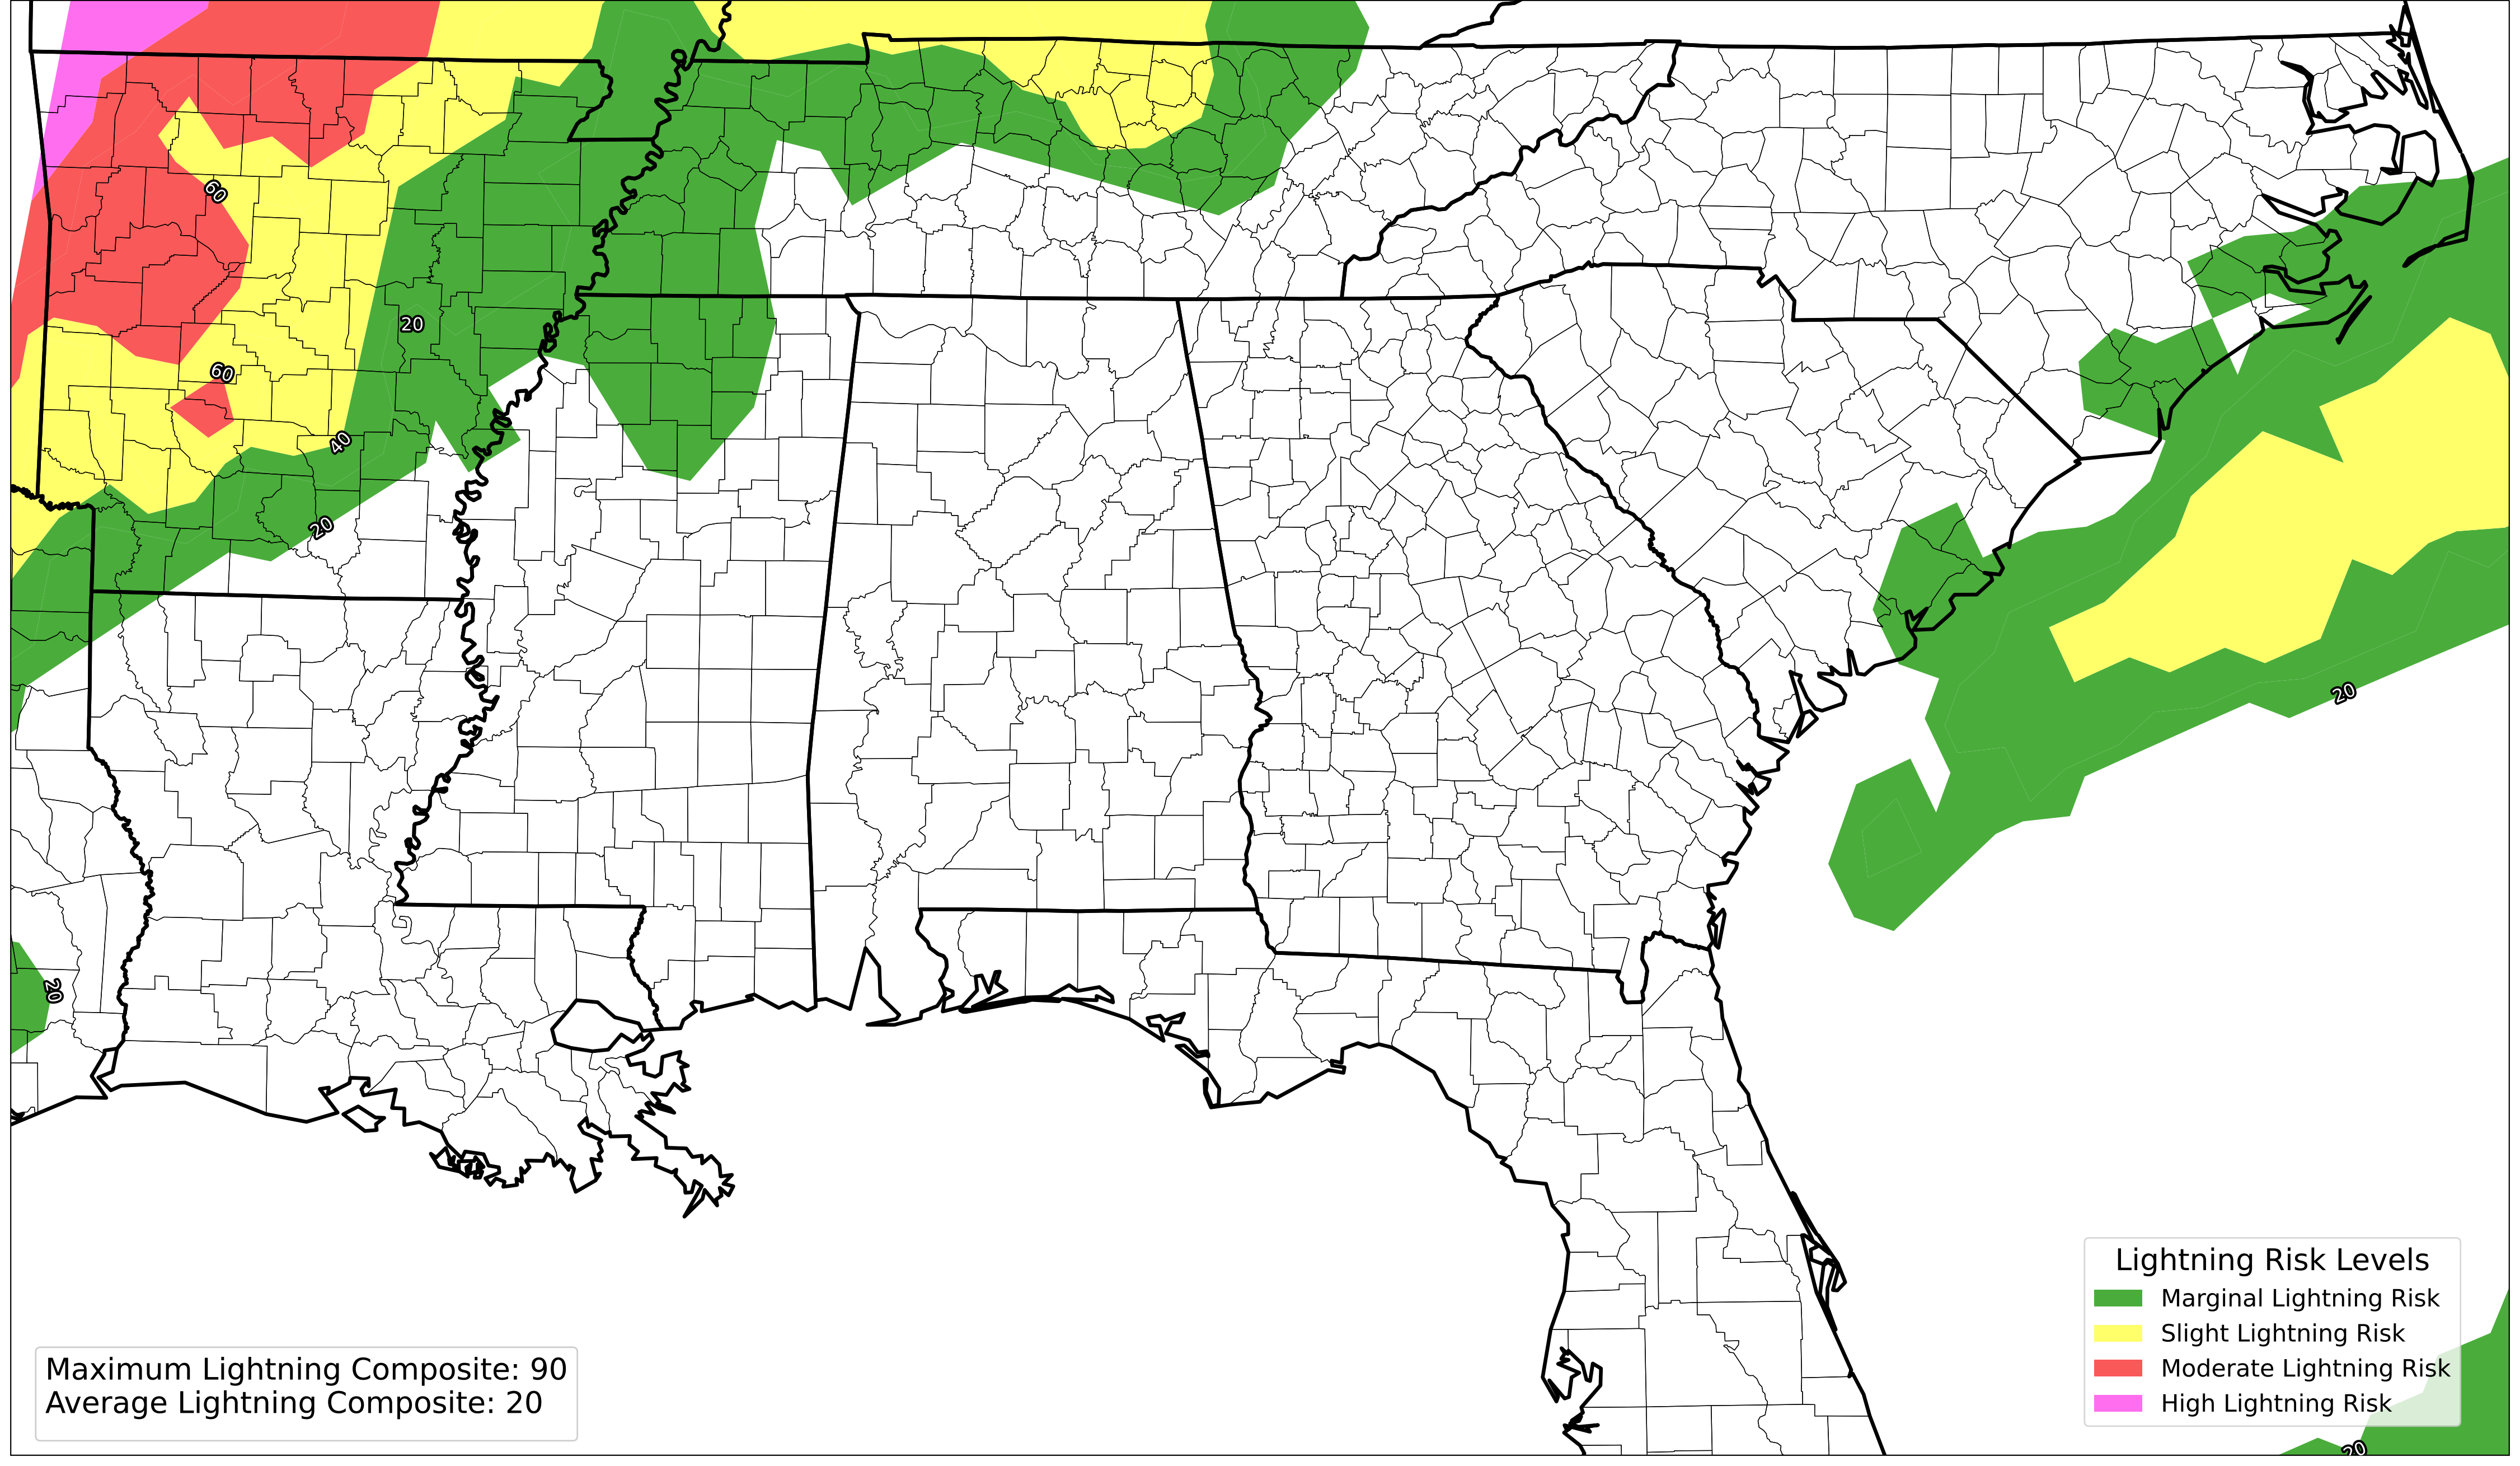 60
20
60
40
20
20
20
20
Lightning Risk Levels
Marginal Lightning Risk
Slight Lightning Risk
Moderate Lightning Risk
High Lightning Risk
Maximum Lightning Composite: 90
Average Lightning Composite: 20